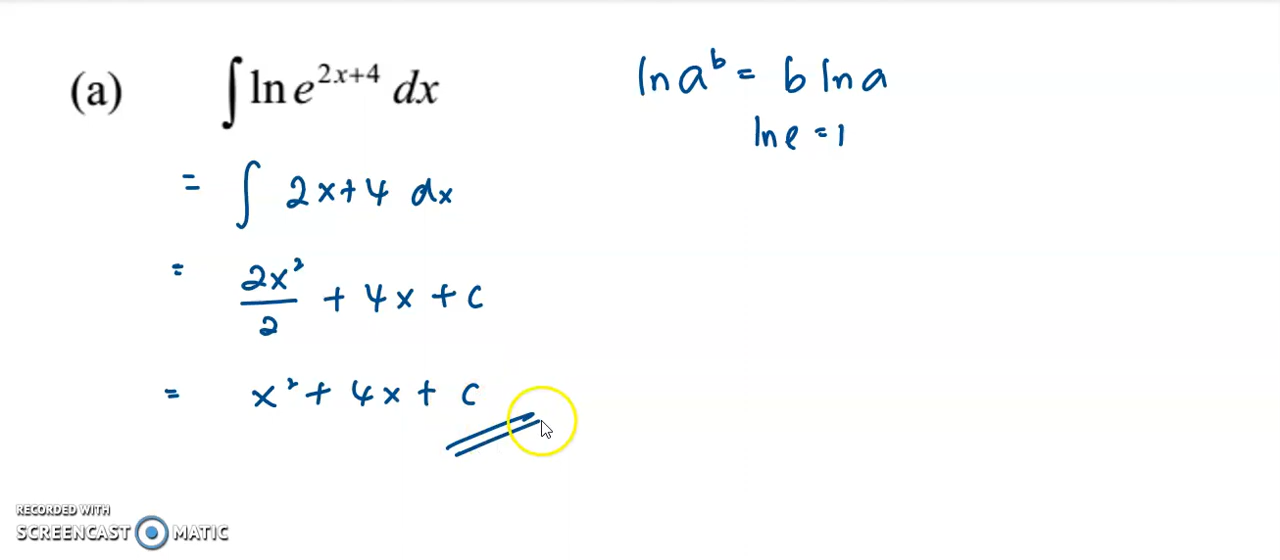 (a) ∫ ln e^{2x+4} dx
ln a^b = b ln a
ln e = 1
= ∫ 2x+4 dx
= 2x²/2 + 4x + c
= x² + 4x + c
RECORDED WITH
SCREENCAST MATIC